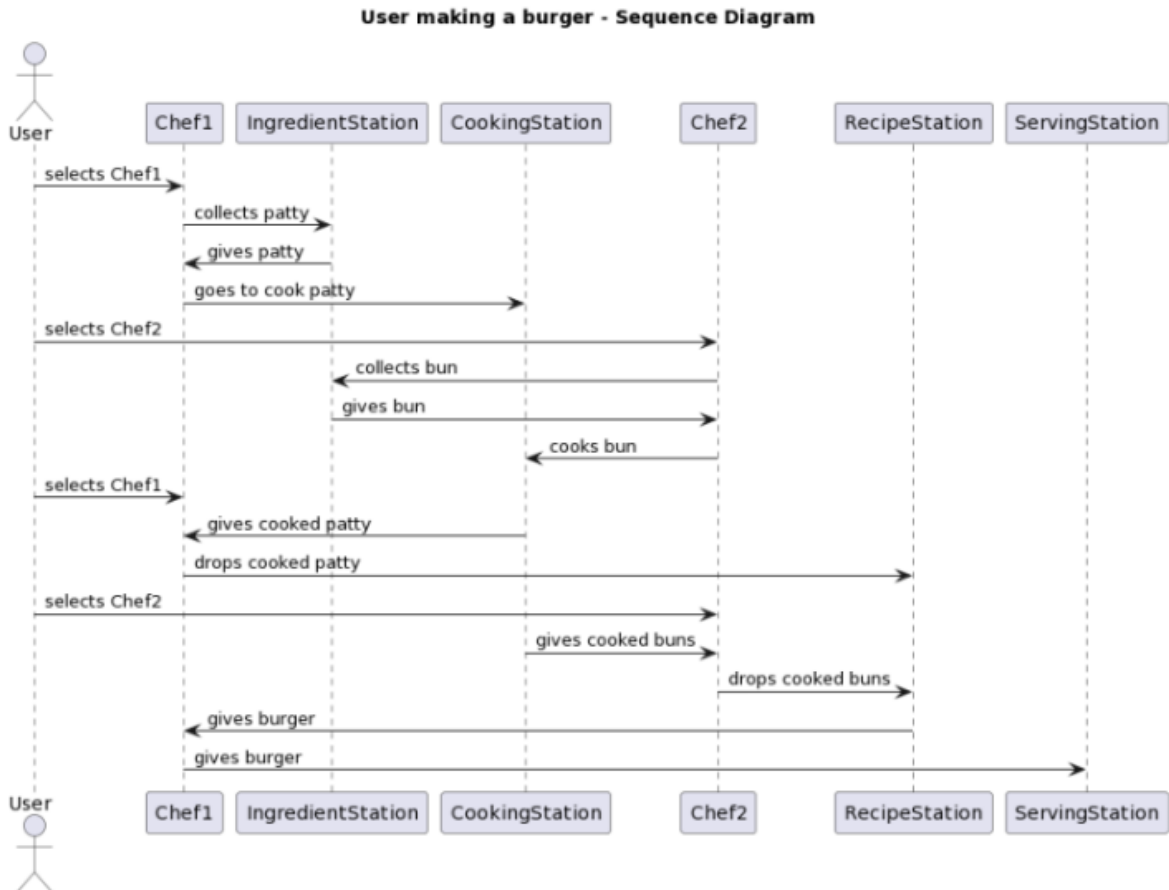 User making a burger - Sequence Diagram
User
Chef1
IngredientStation
CookingStation
Chef2
RecipeStation
ServingStation
selects Chef1
collects patty
gives patty
goes to cook patty
selects Chef2
collects bun
gives bun
cooks bun
selects Chef1
gives cooked patty
drops cooked patty
selects Chef2
gives cooked buns
drops cooked buns
gives burger
gives burger
User
Chef1
IngredientStation
CookingStation
Chef2
RecipeStation
ServingStation